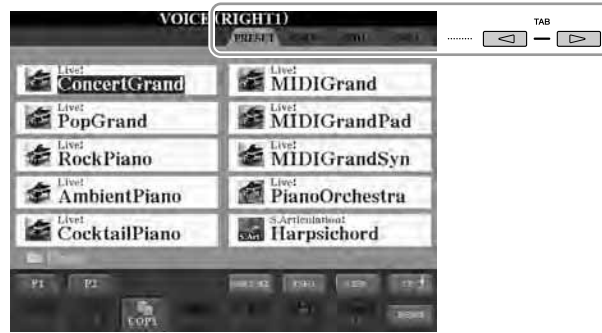 VOICE(RIGHT1)
TAB
PRESET
Live!
ConcertGrand
Live!
MIDIGrand
Live!
PopGrand
Live!
MIDIGrandPad
Live!
RockPiano
Live!
MIDIGrandSyn
Live!
AmbientPiano
Live!
PianoOrchestra
Live!
CocktailPiano
S.Articulation!
S.Art
Harpsichord
P1
P2
COPY